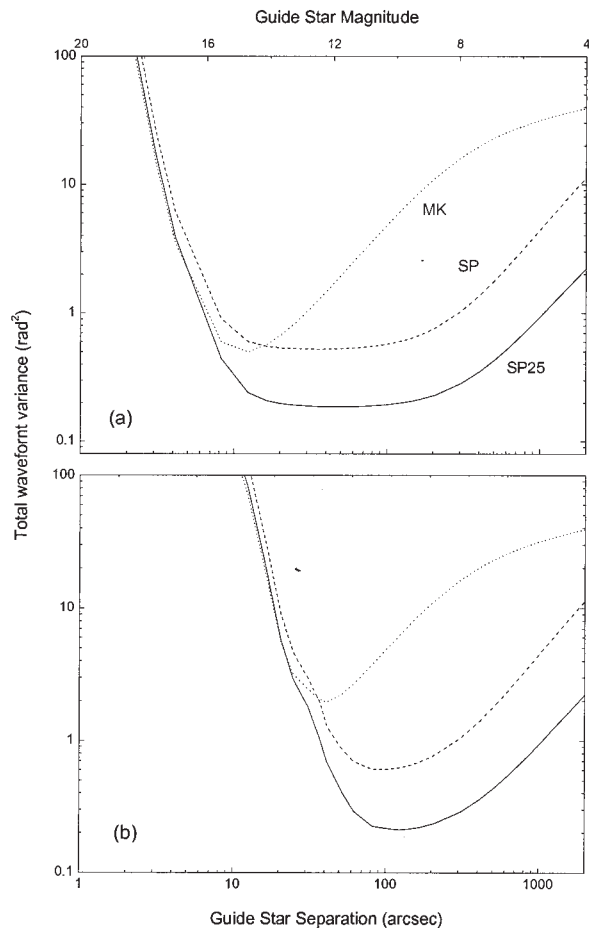 Guide Star Magnitude
20 16 12 8 4
100
10
1
0.1
MK
SP
SP25
(a)
Total wavefornt variance (rad²)
100
10
1
0.1
(b)
1 10 100 1000
Guide Star Separation (arcsec)